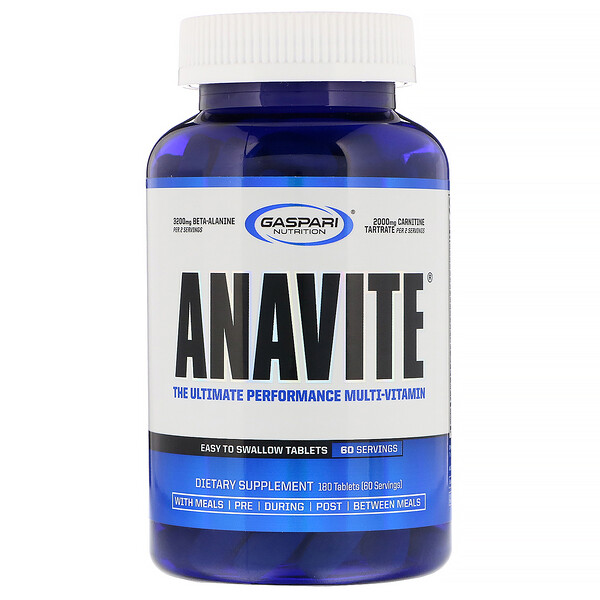 3200mg BETA-ALANINE
PER 2 SERVINGS
GASPARI
NUTRITION
®
2000mg CARNITINE
TARTRATE PER 2 SERVINGS
ANAVITE®
THE ULTIMATE PERFORMANCE MULTI-VITAMIN
EASY TO SWALLOW TABLETS 60 SERVINGS
DIETARY SUPPLEMENT 180 Tablets (60 Servings)
WITH MEALS | PRE | DURING | POST | BETWEEN MEALS